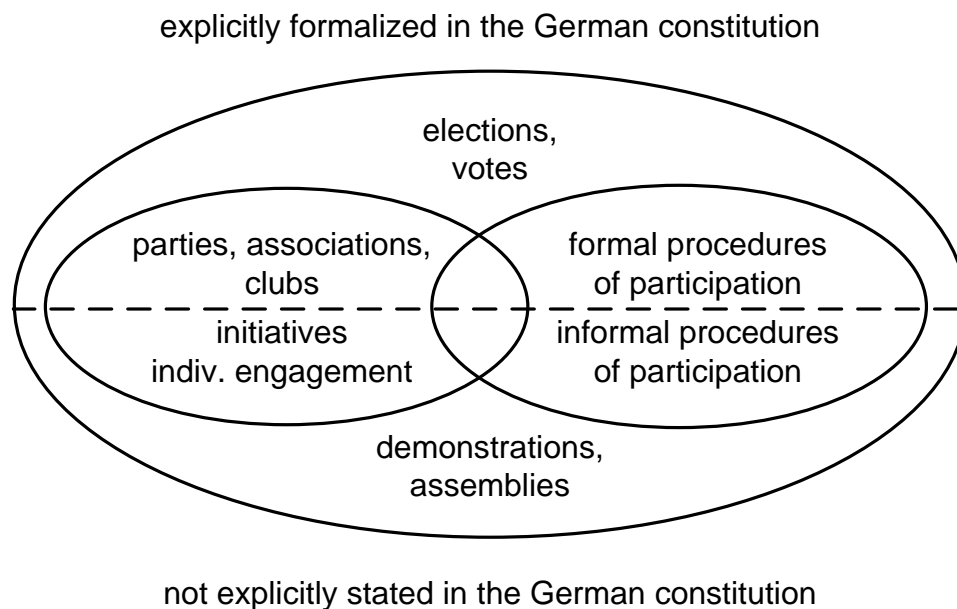 explicitly formalized in the German constitution
elections,
votes
parties, associations,
clubs
formal procedures
of participation
initiatives
indiv. engagement
informal procedures
of participation
demonstrations,
assemblies
not explicitly stated in the German constitution